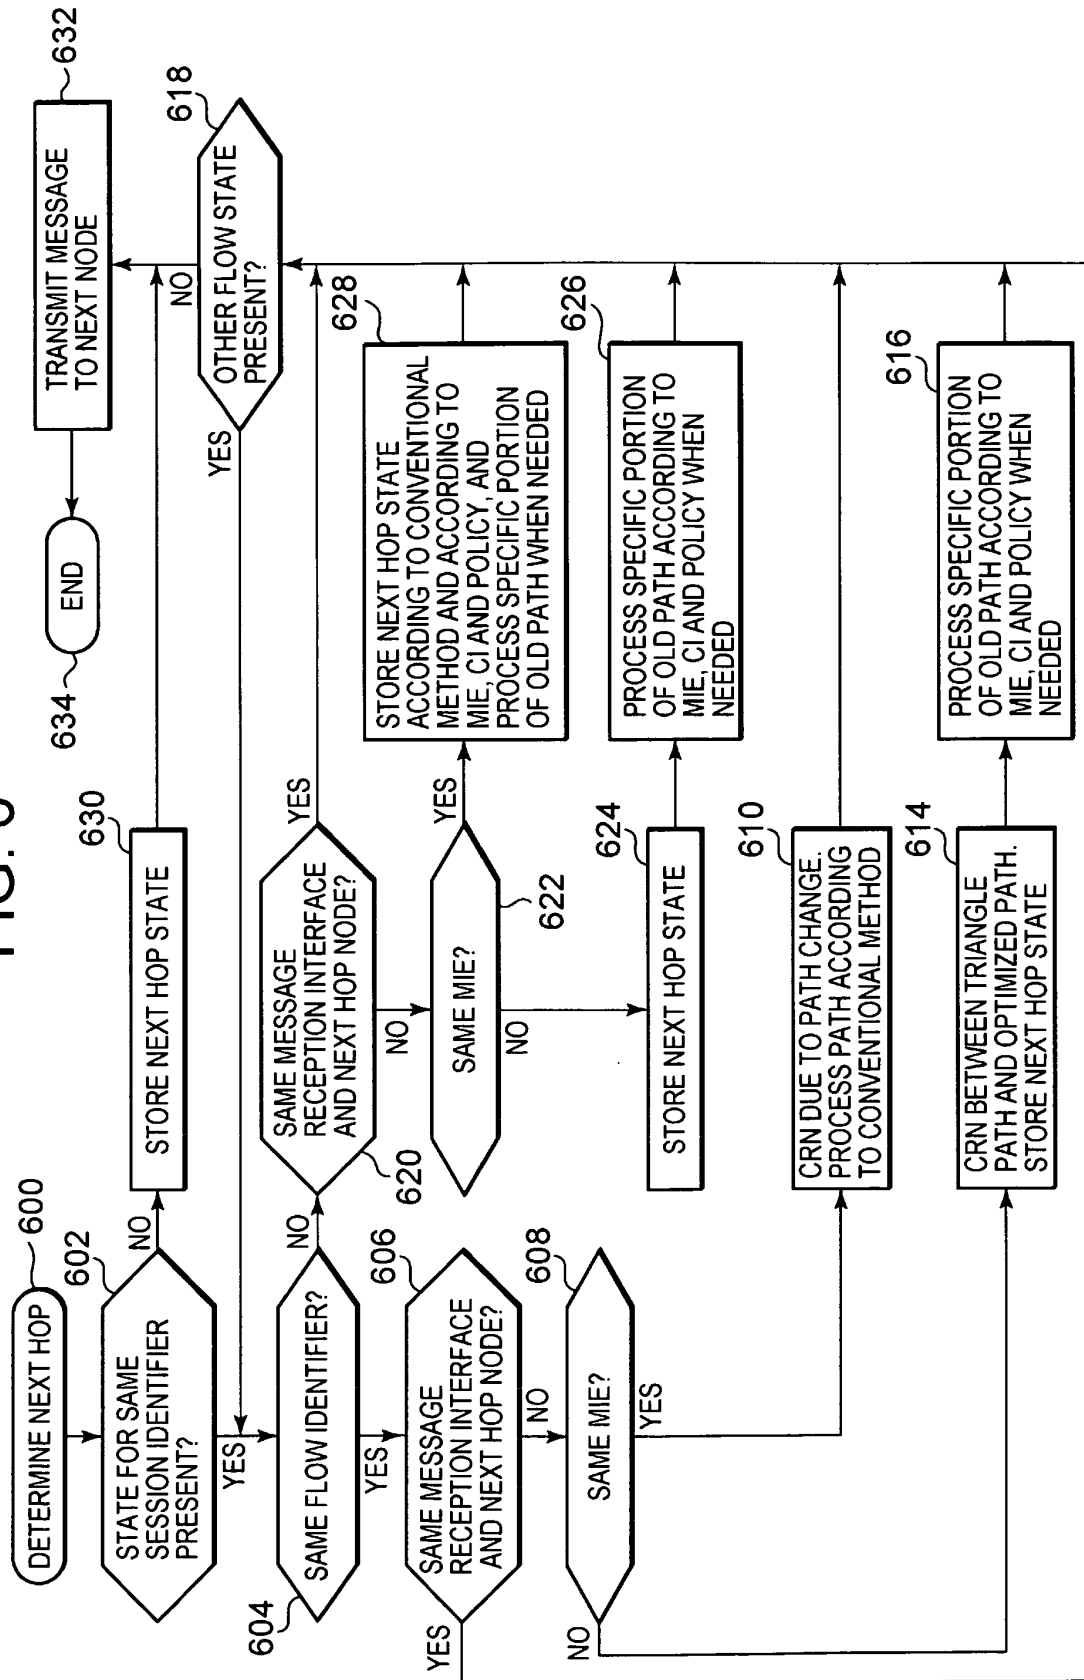 DETERMINE NEXT HOP
600
STATE FOR SAME
SESSION IDENTIFIER
PRESENT?
602
NO
YES
STORE NEXT HOP STATE
630
TRANSMIT MESSAGE
TO NEXT NODE
632
END
634
SAME FLOW IDENTIFIER?
604
NO
YES
OTHER FLOW STATE
PRESENT?
618
NO
YES
SAME MESSAGE
RECEPTION INTERFACE
AND NEXT HOP NODE?
620
YES
NO
SAME MESSAGE
RECEPTION INTERFACE
AND NEXT HOP NODE?
606
YES
NO
SAME MIE?
622
YES
NO
STORE NEXT HOP STATE
ACCORDING TO CONVENTIONAL
METHOD AND ACCORDING TO
MIE, CI AND POLICY, AND
PROCESS SPECIFIC PORTION
OF OLD PATH WHEN NEEDED
628
SAME MIE?
608
YES
NO
STORE NEXT HOP STATE
624
PROCESS SPECIFIC PORTION
OF OLD PATH ACCORDING TO
MIE, CI AND POLICY WHEN
NEEDED
626
CRN DUE TO PATH CHANGE.
PROCESS PATH ACCORDING
TO CONVENTIONAL METHOD
610
CRN BETWEEN TRIANGLE
PATH AND OPTIMIZED PATH.
STORE NEXT HOP STATE
614
PROCESS SPECIFIC PORTION
OF OLD PATH ACCORDING TO
MIE, CI AND POLICY WHEN
NEEDED
616